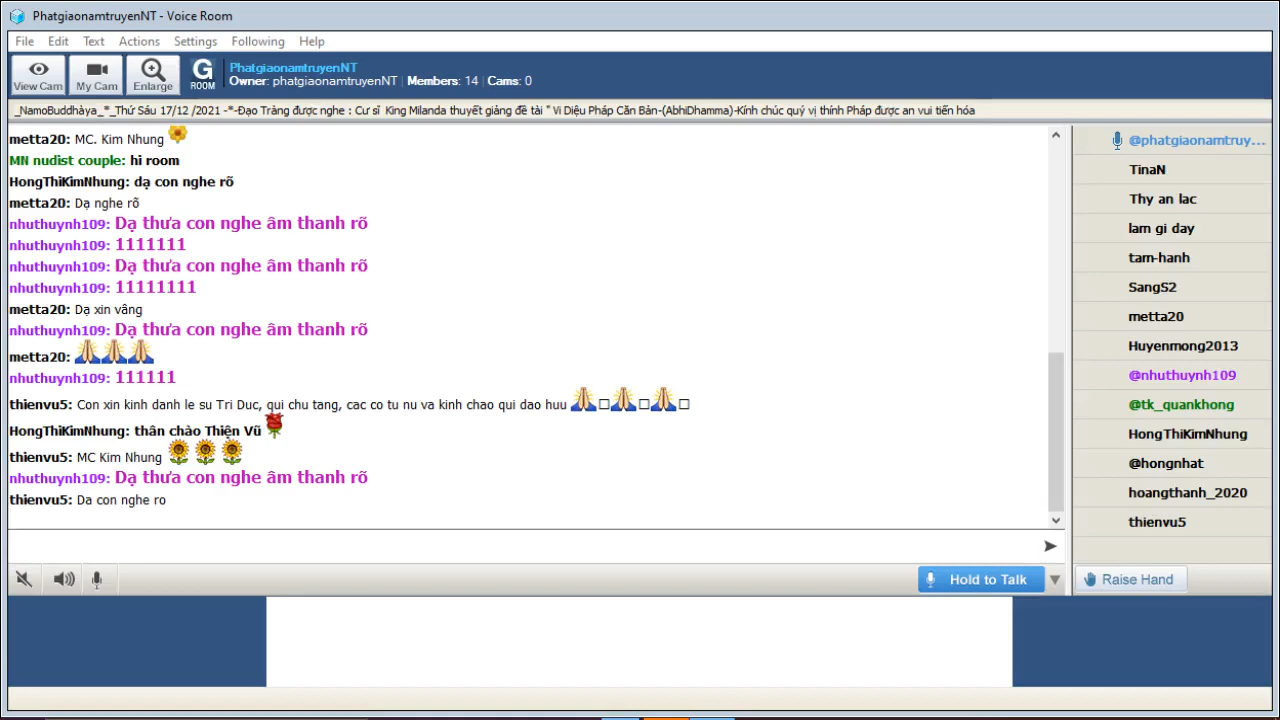 PhatgiaonamtruyenNT - Voice Room
File Edit Text Actions Settings Following Help
View Cam My Cam Enlarge G ROOM
PhatgiaonamtruyenNT
Owner: phatgiaonamtruyenNT | Members: 14 | Cams: 0
_NamoBuddhàya_*_Thứ Sáu 17/12 /2021 -*-Đạo Tràng được nghe : Cư sĩ King Milanda thuyết giảng đề tài " Vi Diệu Pháp Căn Bản-(AbhiDhamma)-Kính chúc quý vị thính Pháp được an vui tiến hóa
metta20: MC. Kim Nhung
MN nudist couple: hi room
HongThiKimNhung: dạ con nghe rõ
metta20: Dạ nghe rõ
nhuthuynh109: Dạ thưa con nghe âm thanh rõ
nhuthuynh109: 1111111
nhuthuynh109: Dạ thưa con nghe âm thanh rõ
nhuthuynh109: 11111111
metta20: Dạ xin vâng
nhuthuynh109: Dạ thưa con nghe âm thanh rõ
metta20: 🙏🙏🙏
nhuthuynh109: 111111
thienvu5: Con xin kinh danh le su Tri Duc, qui chu tang, cac co tu nu va kinh chao qui dao huu 🙏□🙏□🙏□
HongThiKimNhung: thân chào Thiện Vũ 🌹
thienvu5: MC Kim Nhung 🌻🌻🌻
nhuthuynh109: Dạ thưa con nghe âm thanh rõ
thienvu5: Da con nghe ro
@phatgiaonamtruy...
TinaN
Thy an lac
lam gi day
tam-hanh
SangS2
metta20
Huyenmong2013
@nhuthuynh109
@tk_quankhong
HongThiKimNhung
@hongnhat
hoangthanh_2020
thienvu5
Hold to Talk
Raise Hand